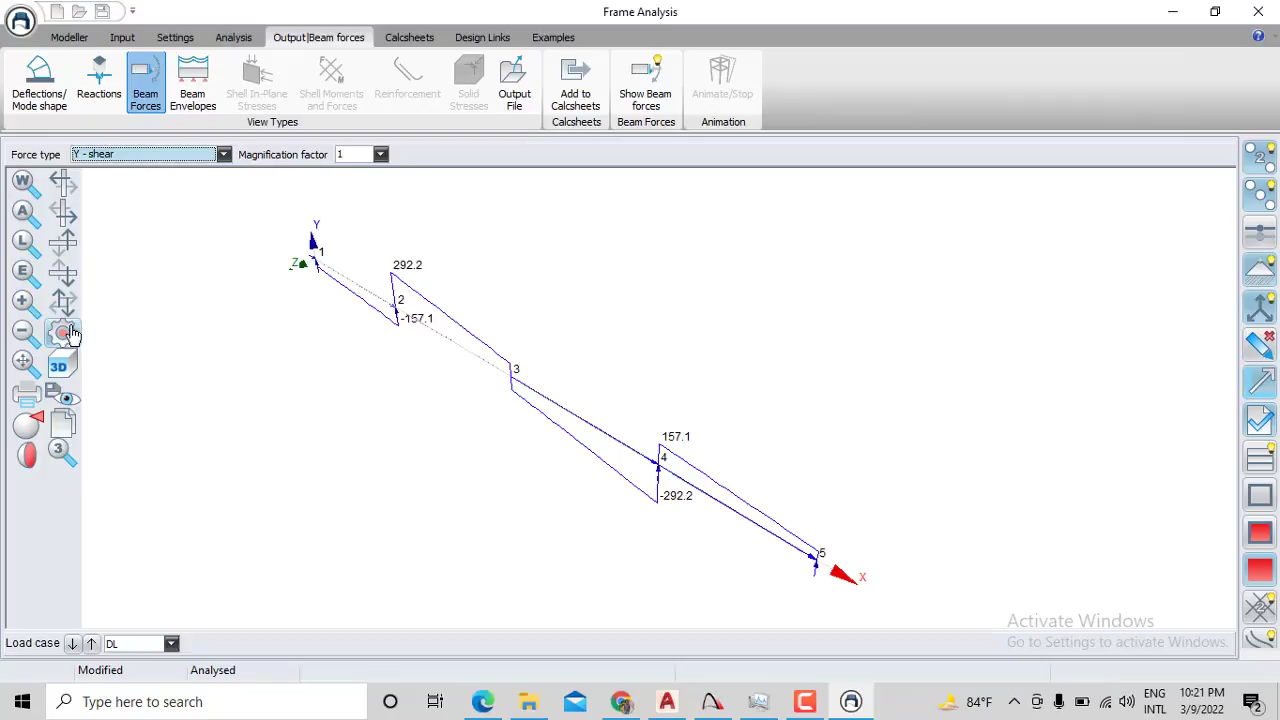 Frame Analysis
Modeller Input Settings Analysis Output|Beam forces Calcsheets Design Links Examples
Deflections/ Mode shape
Reactions
Beam Forces
Beam Envelopes
Shell In-Plane Stresses
Shell Moments and Forces
Reinforcement
Solid Stresses
Output File
Add to Calcsheets
Show Beam forces
Animate/Stop
View Types Calcsheets Beam Forces Animation
Force type Y - shear Magnification factor 1
W
A
L
E
3D
3
2
Y
1
Z
292.2
2
-157.1
3
157.1
4
-292.2
5
X
Activate Windows
Go to Settings to activate Windows.
Load case DL
Modified Analysed
Type here to search
84°F
ENG
INTL
10:21 PM
3/9/2022
2